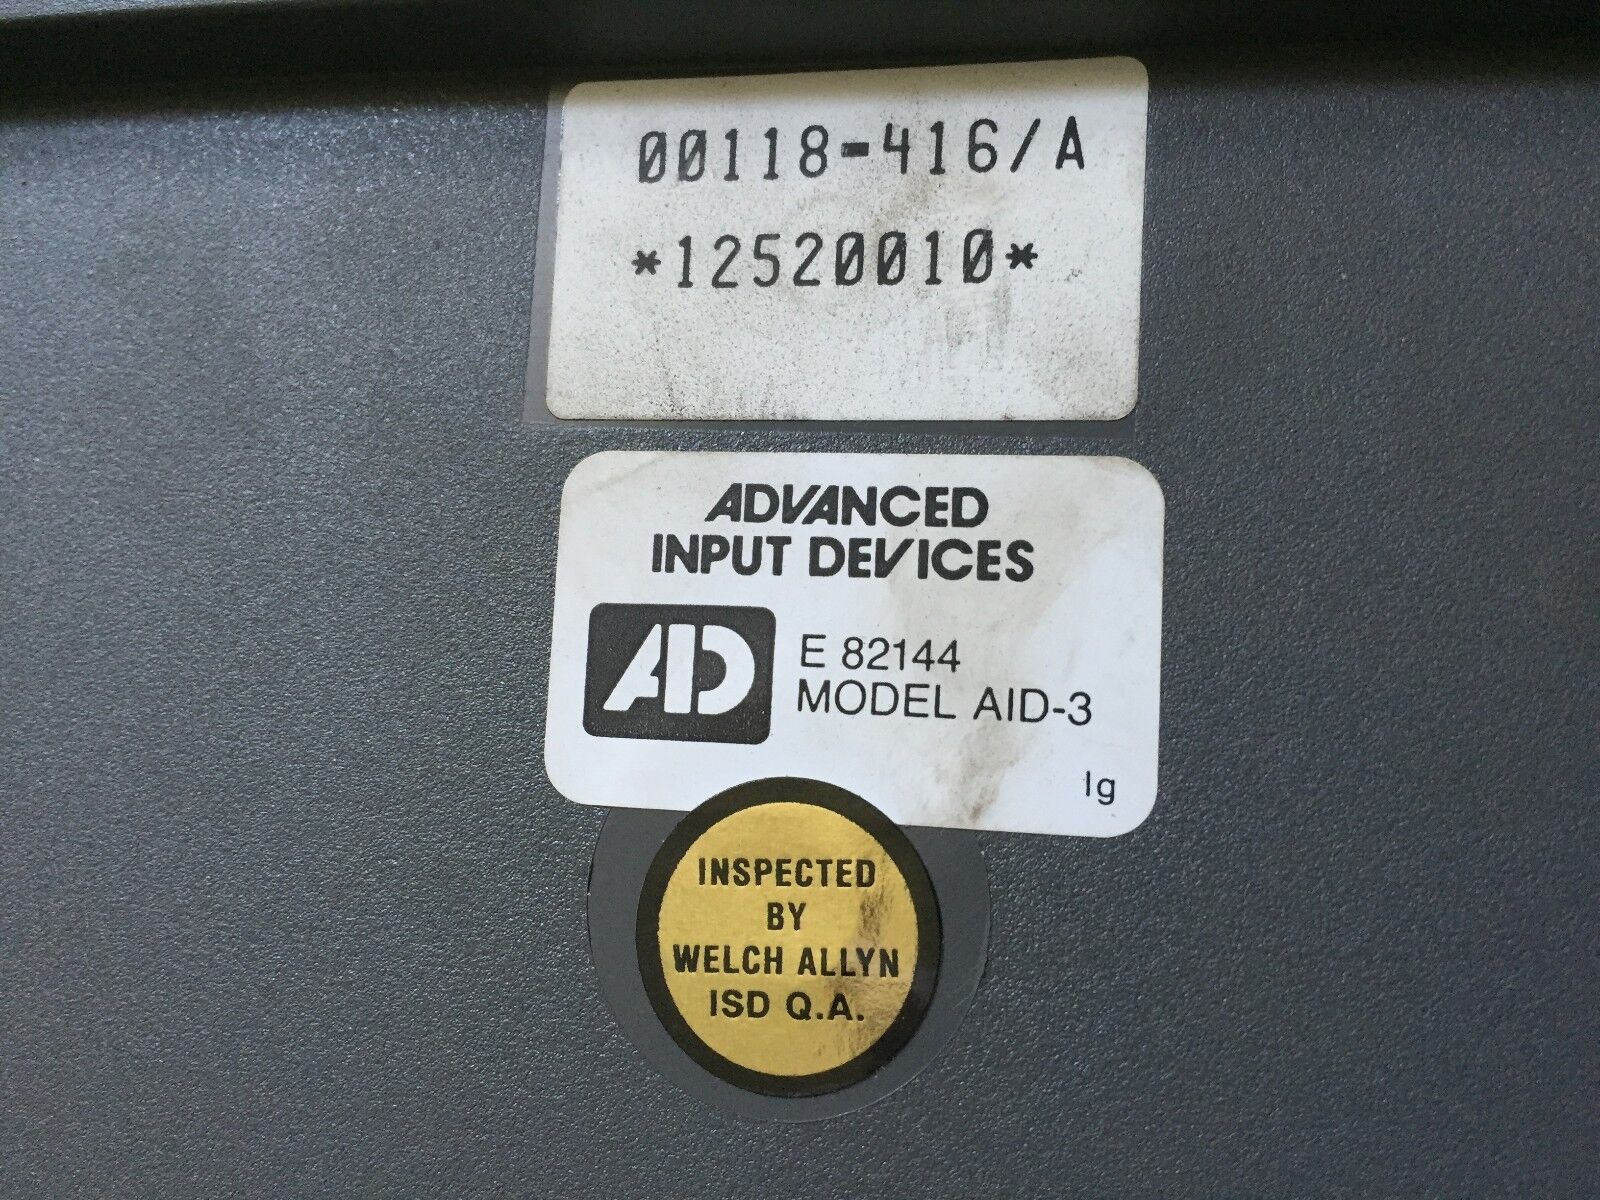 00118-416/A
*12520010*
ADVANCED
INPUT DEVICES
AID
E 82144
MODEL AID-3
lg
INSPECTED
BY
WELCH ALLYN
ISD Q.A.